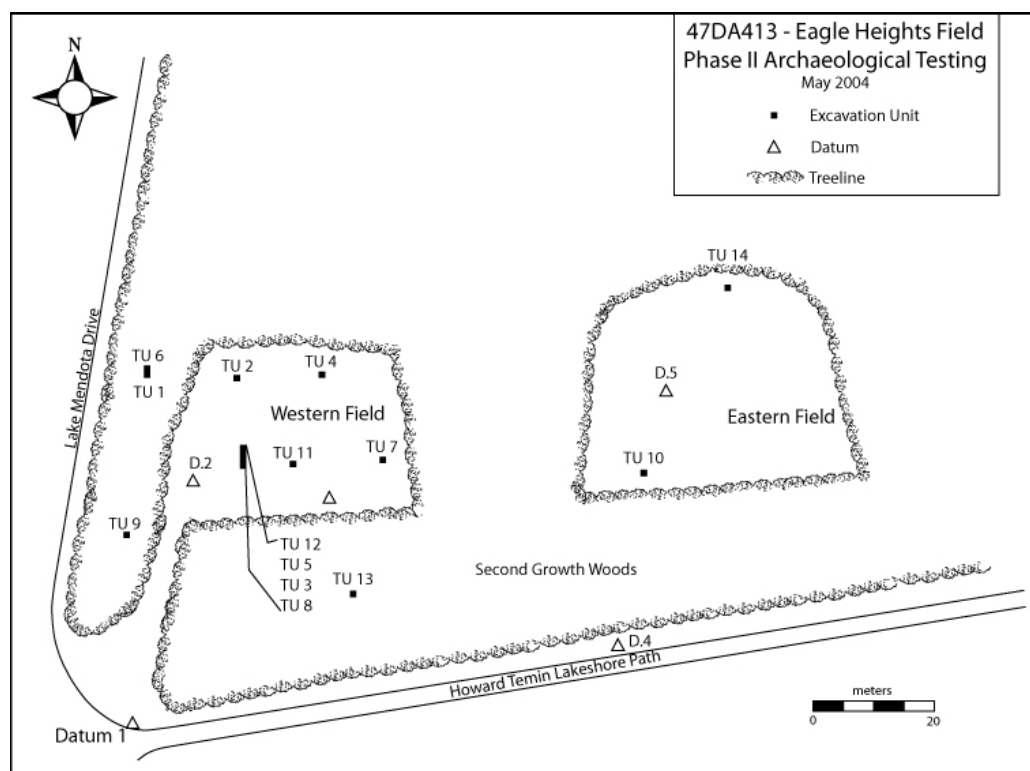 47DA413 - Eagle Heights Field
Phase II Archaeological Testing
May 2004
Excavation Unit
Datum
Treeline
N
Lake Mendota Drive
TU 6
TU 1
TU 9
TU 2
TU 4
Western Field
D.2
TU 11
TU 7
TU 12
TU 5
TU 3
TU 8
TU 13
TU 14
D.5
Eastern Field
TU 10
Second Growth Woods
D.4
Howard Temin Lakeshore Path
Datum 1
meters
0 20